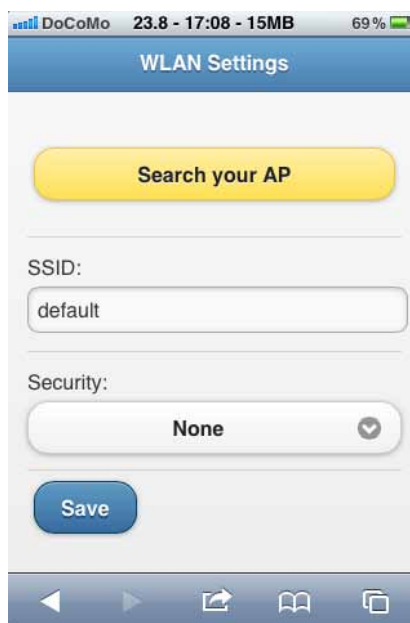 DoCoMo 23.8 - 17:08 - 15MB 69%
WLAN Settings
Search your AP
SSID:
default
Security:
None
Save